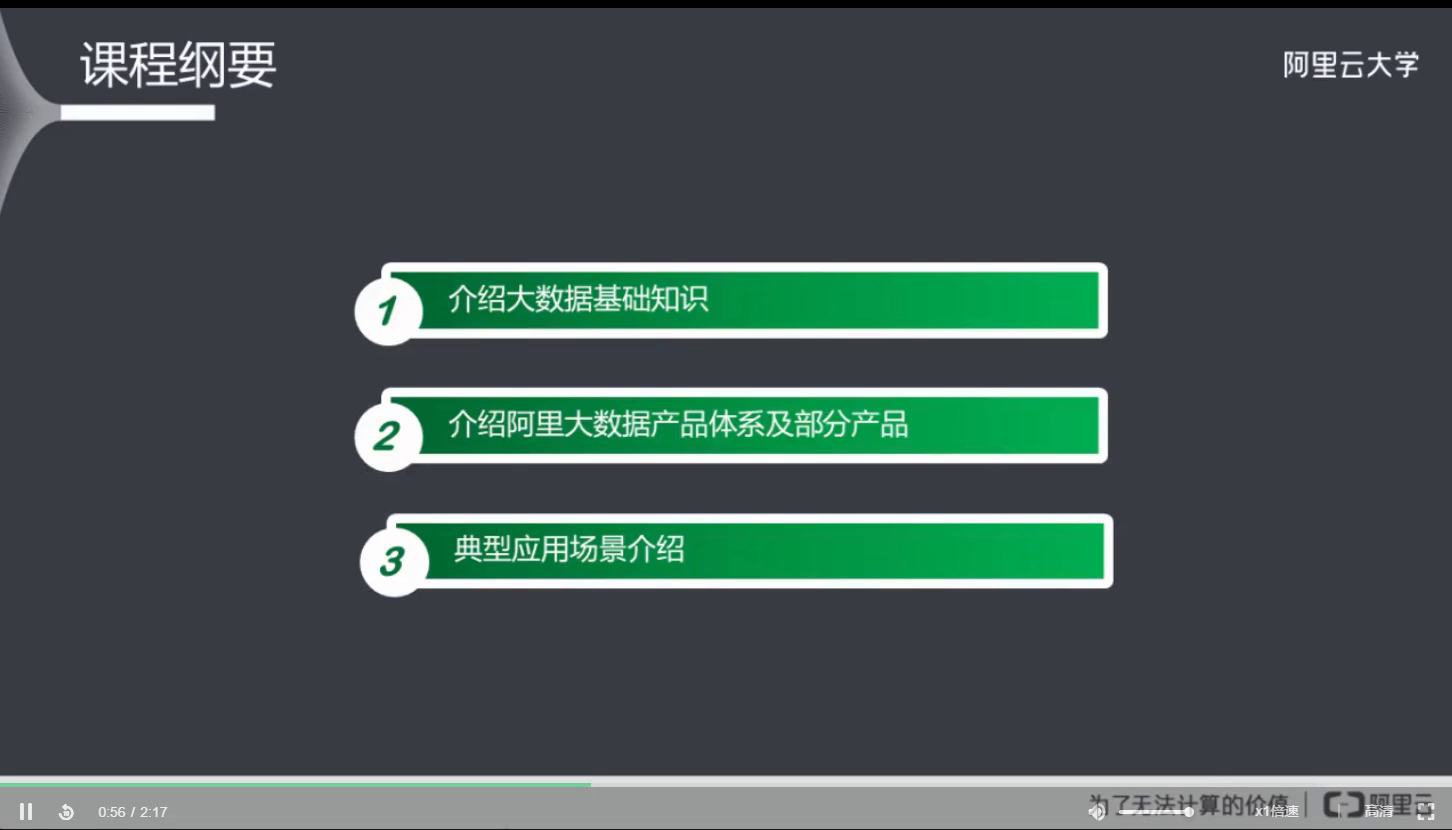 课程纲要
阿里云大学
1 介绍大数据基础知识
2 介绍阿里大数据产品体系及部分产品
3 典型应用场景介绍
为了无法计算的价值 | 阿里云
0:56 / 2:17
x1倍速
高清